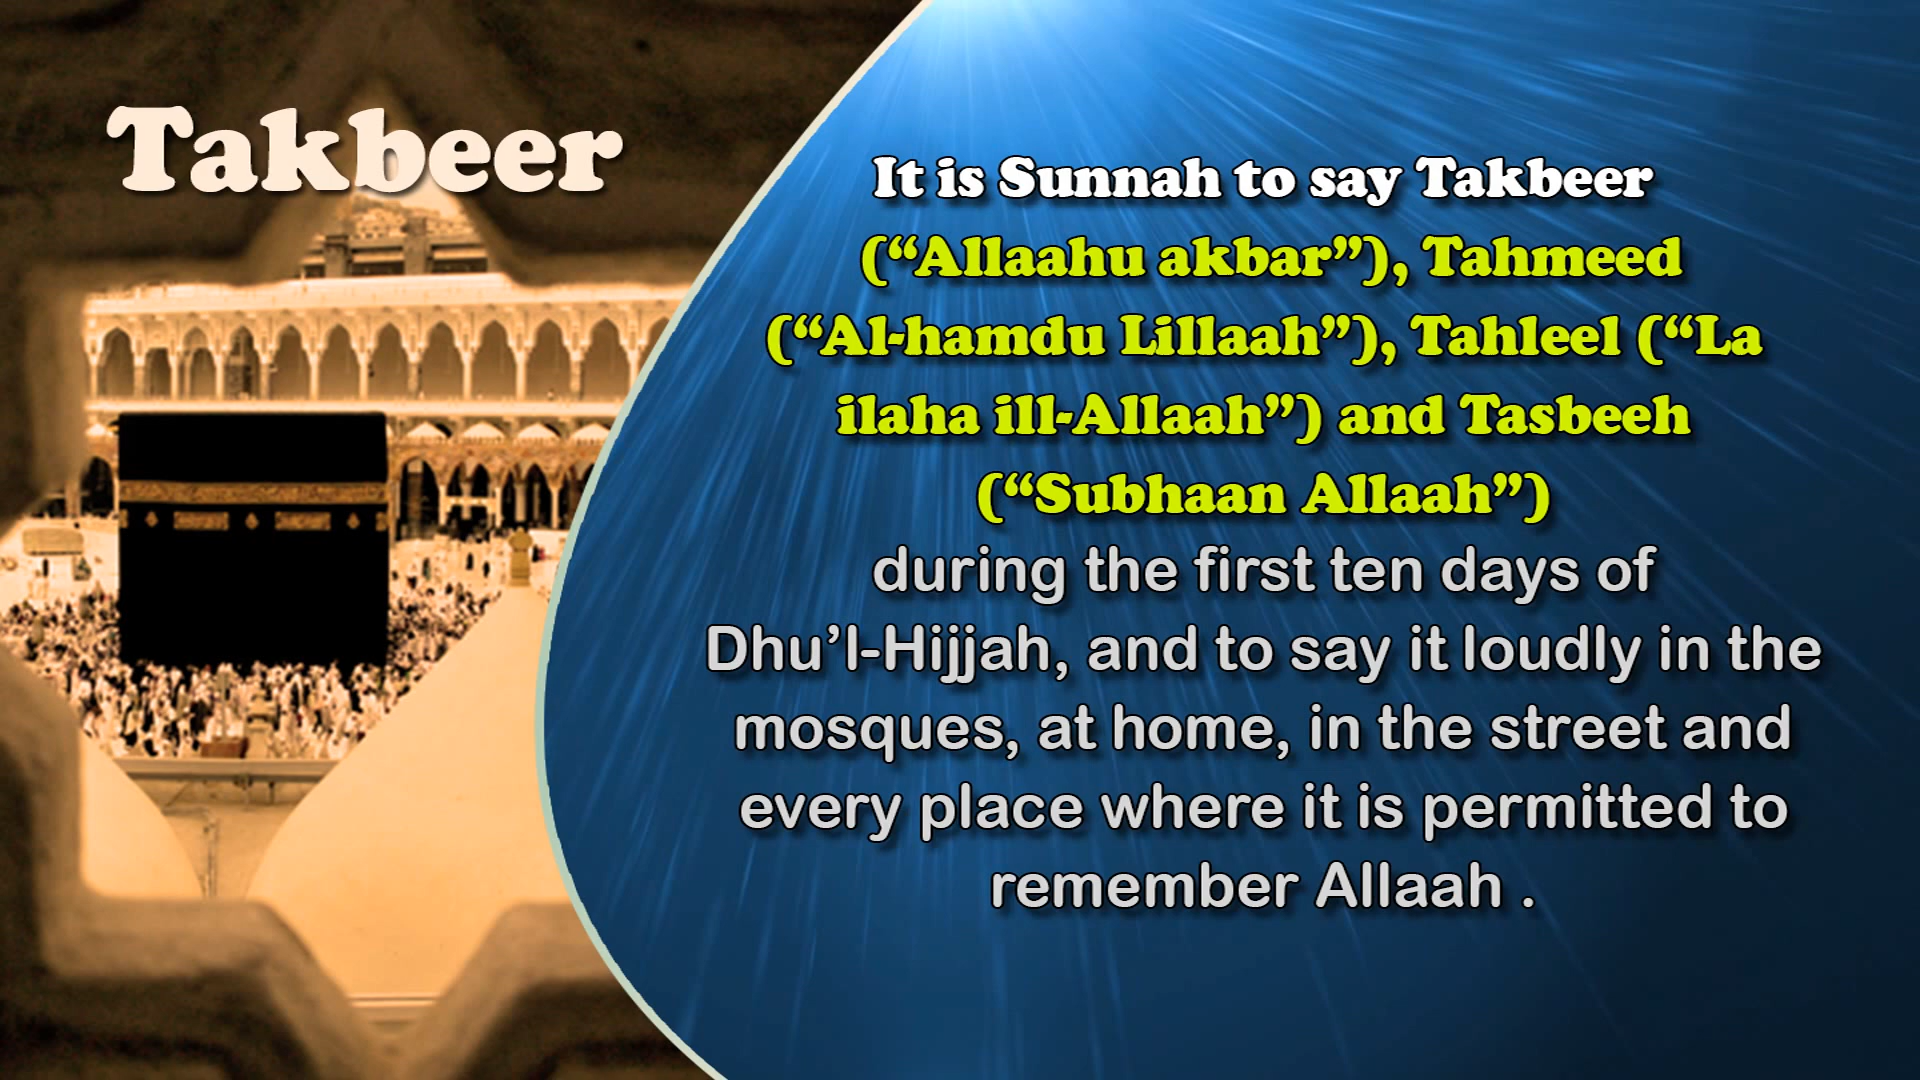 Takbeer
It is Sunnah to say Takbeer
(“Allaahu akbar”), Tahmeed
(“Al-hamdu Lillaah”), Tahleel (“La
ilaha ill-Allaah”) and Tasbeeh
(“Subhaan Allaah”)
during the first ten days of
Dhu’l-Hijjah, and to say it loudly in the
mosques, at home, in the street and
every place where it is permitted to
remember Allaah .